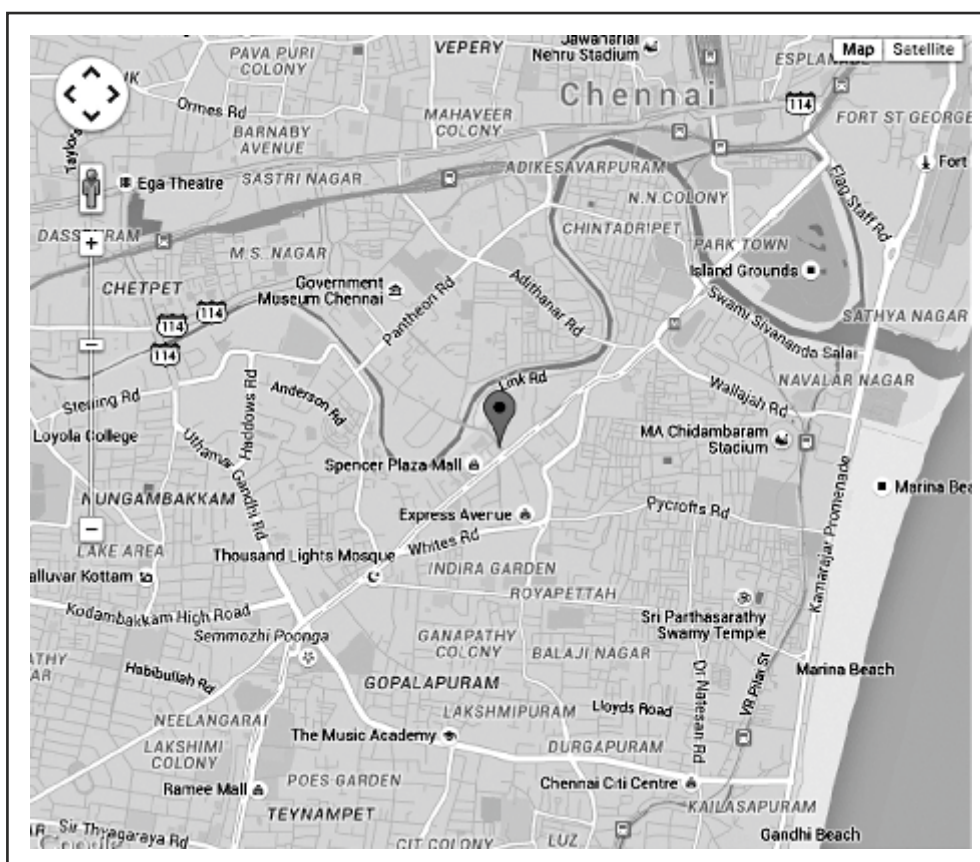 PAVA PURI
COLONY
VEPERY
Jawaharlal
Nehru Stadium
Map
Satellite
ESPLANADE
Chennai
114
Ormes Rd
MAHAVEER
COLONY
FORT ST GEORGE
BARNABY
AVENUE
Taylors
ADIKESAVARPURAM
Fort
Ega Theatre
SASTRI NAGAR
N.N.COLONY
Flag Staff Rd
CHINTADRIPET
M.S. NAGAR
PARK TOWN
Island Grounds
CHETPET
Government
Museum Chennai
Pantheon Rd
Adithanar Rd
Swami Sivananda Salai
SATHYA NAGAR
114
114
114
M
NAVALAR NAGAR
Sterling Rd
Haddows Rd
Anderson Rd
Link Rd
Wallajah Rd
Loyola College
Uthamar Gandhi Rd
MA Chidambaram
Stadium
Spencer Plaza Mall
Kamarajar Promenade
Marina Bea
NUNGAMBAKKAM
Express Avenue
Pycrofts Rd
LAKE AREA
Thousand Lights Mosque
Whites Rd
INDIRA GARDEN
alluvar Kottam
ROYAPETTAH
Kodambakkam High Road
Sri Parthasarathy
Swamy Temple
Semmozhi Poonga
GANAPATHY
COLONY
BALAJI NAGAR
Habibullah Rd
Dr Natesan Rd
VR Pillai St
Marina Beach
GOPALAPURAM
NEELANGARAI
LAKSHMIPURAM
Lloyds Road
LAKSHIMI
COLONY
The Music Academy
DURGAPURAM
Ramee Mall
POES GARDEN
Chennai Citi Centre
TEYNAMPET
KAILASAPURAM
Sir Thyagaraya Rd
CIT COLONY
LUZ
Gandhi Beach